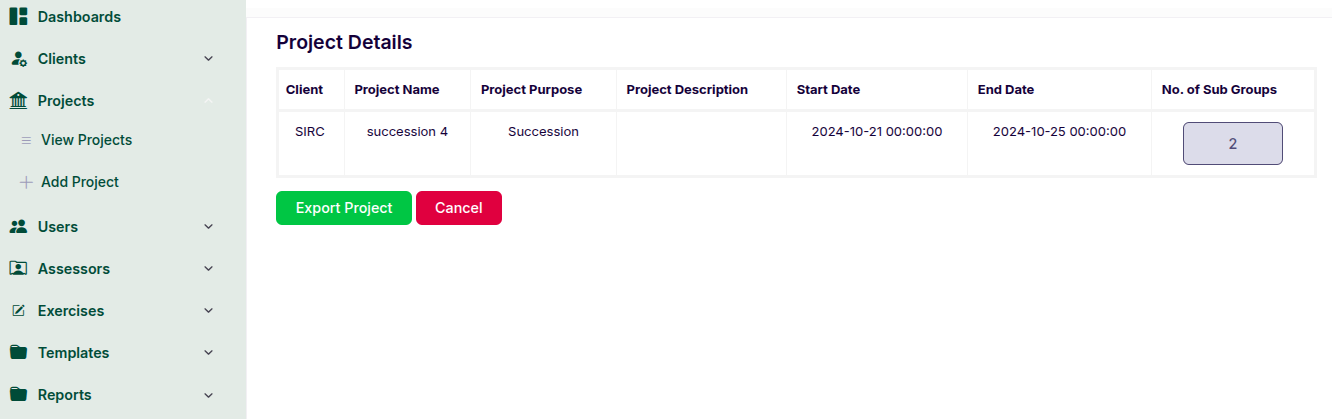 Dashboards
Clients
Projects
View Projects
Add Project
Users
Assessors
Exercises
Templates
Reports
Project Details
Client Project Name Project Purpose Project Description Start Date End Date No. of Sub Groups
SIRC succession 4 Succession 2024-10-21 00:00:00 2024-10-25 00:00:00 2
Export Project Cancel